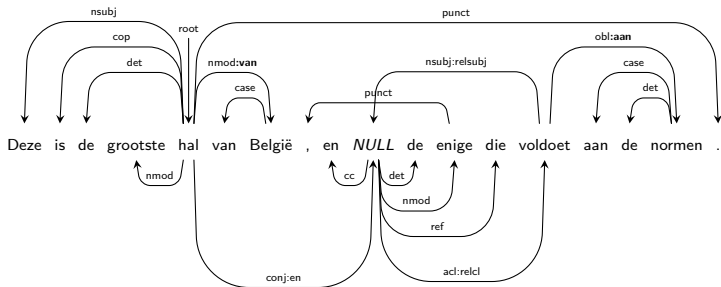 nsubj
punct
root
cop
obl:aan
det
nmod:van
nsubj:relsubj
case
case
punct
det
Deze is de grootste hal van België , en NULL de enige die voldoet aan de normen .
nmod
cc
det
nmod
ref
conj:en
acl:relcl